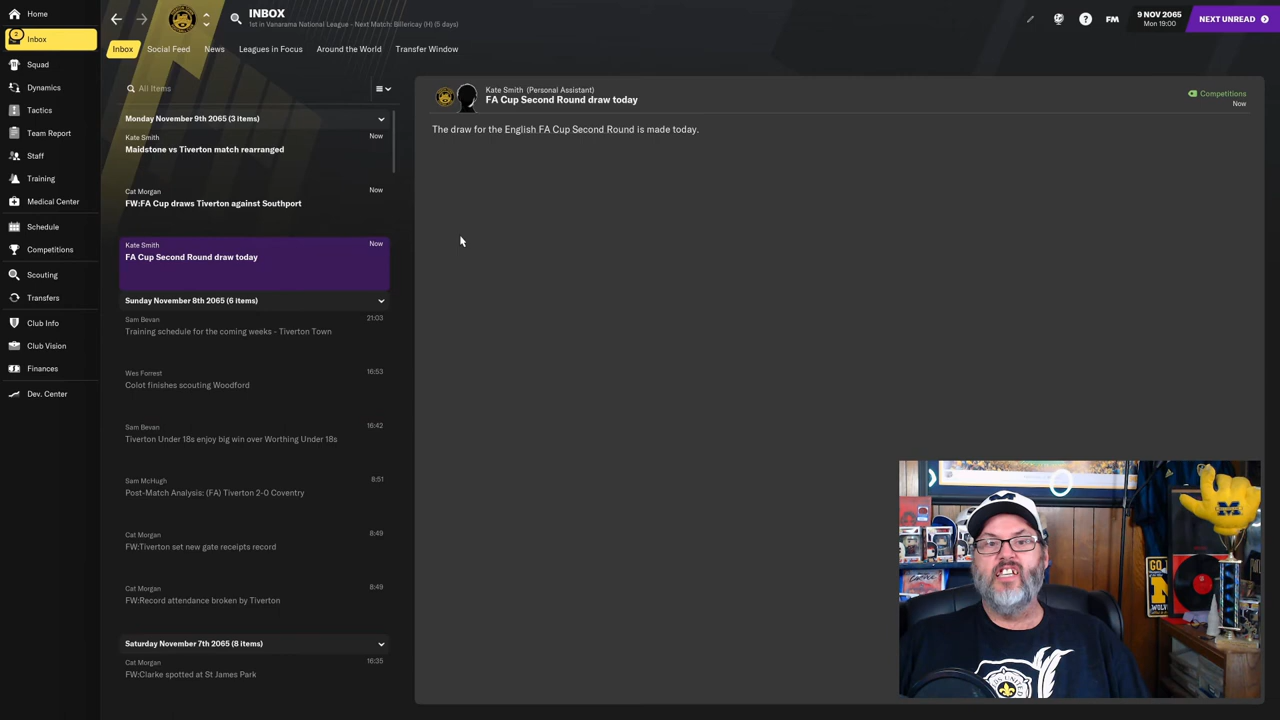 Home
INBOX
1st in Vanarams National League - Next Match: Billericay (H) (5 days)
FM
9 NOV 2065
Mon 19:00
NEXT UNREAD
2
Inbox
Squad
Dynamics
Tactics
Team Report
Staff
Training
Medical Center
Schedule
Competitions
Scouting
Transfers
Club Info
Club Vision
Finances
Dev. Center
Inbox
Social Feed
News
Leagues in Focus
Around the World
Transfer Window
All Items
Monday November 9th 2065 (3 items)
Kate Smith
Now
Maidstone vs Tiverton match rearranged
Cat Morgan
Now
FW:FA Cup draws Tiverton against Southport
Kate Smith
Now
FA Cup Second Round draw today
Sunday November 8th 2065 (6 items)
Sam Bevan
21:03
Training schedule for the coming weeks - Tiverton Town
Wes Forrest
16:53
Colot finishes scouting Woodford
Sam Bevan
16:42
Tiverton Under 18s enjoy big win over Worthing Under 18s
Sam McHugh
8:51
Post-Match Analysis: (FA) Tiverton 2-0 Coventry
Cat Morgan
8:49
FW:Tiverton set new gate receipts record
Cat Morgan
8:49
FW:Record attendance broken by Tiverton
Saturday November 7th 2065 (8 items)
Cat Morgan
16:35
FW:Clarke spotted at St James Park
Kate Smith (Personal Assistant)
FA Cup Second Round draw today
Competitions
Now
The draw for the English FA Cup Second Round is made today.
M
M
GO
M